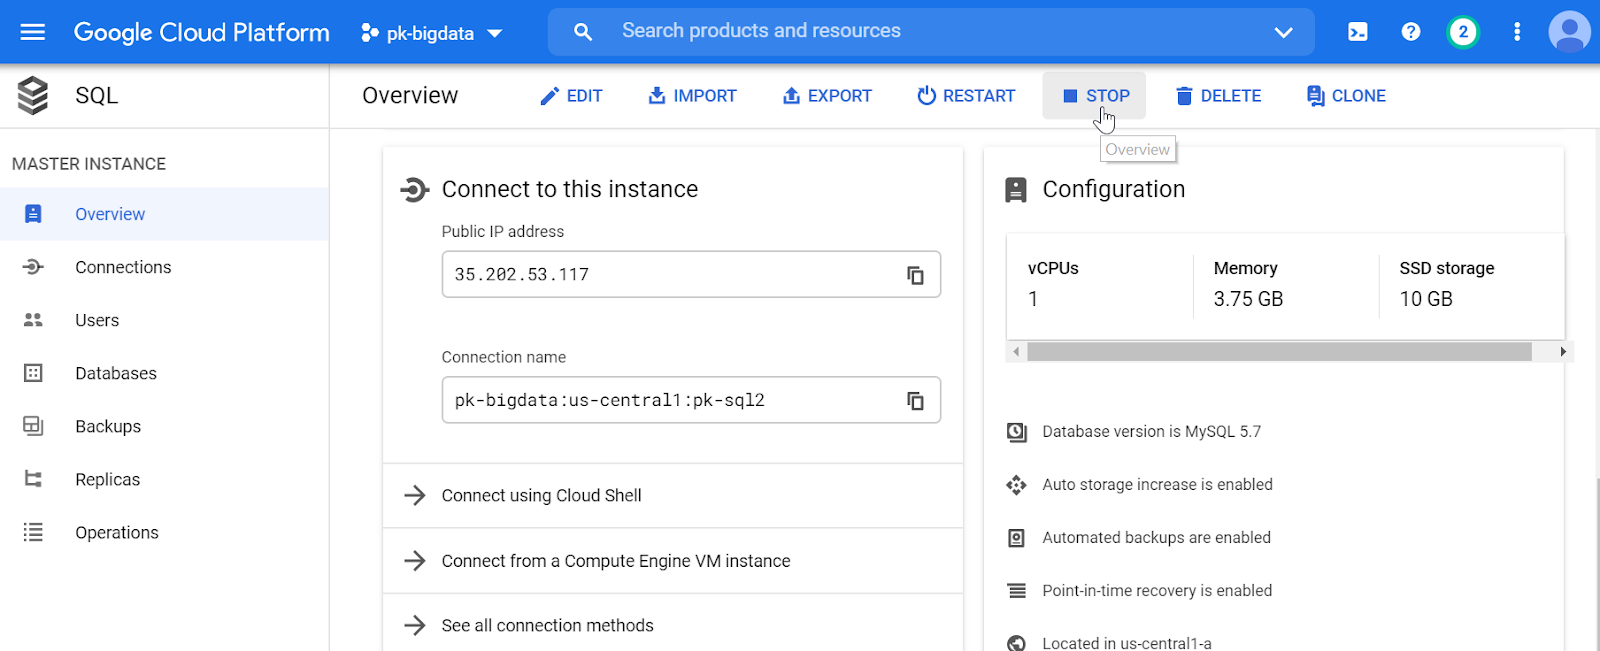 Google Cloud Platform pk-bigdata Search products and resources 2
SQL Overview EDIT IMPORT EXPORT RESTART STOP DELETE CLONE
Overview
MASTER INSTANCE
Overview
Connections
Users
Databases
Backups
Replicas
Operations
Connect to this instance
Public IP address
35.202.53.117
Connection name
pk-bigdata:us-central1:pk-sql2
Connect using Cloud Shell
Connect from a Compute Engine VM instance
See all connection methods
Configuration
vCPUs Memory SSD storage
1 3.75 GB 10 GB
Database version is MySQL 5.7
Auto storage increase is enabled
Automated backups are enabled
Point-in-time recovery is enabled
Located in us-central1-a